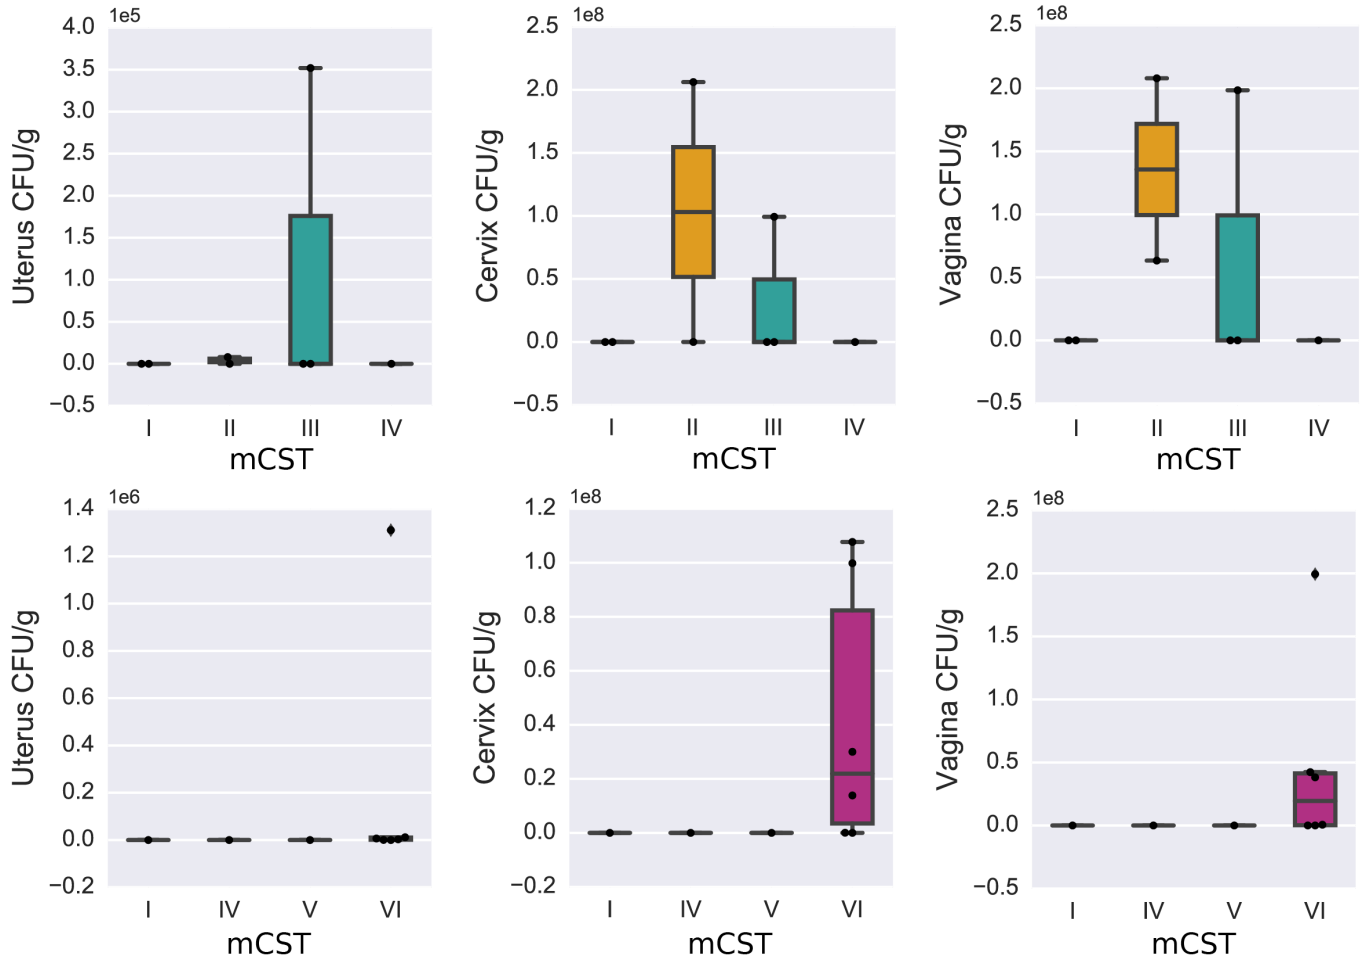 1e5
4.0
3.5
3.0
2.5
2.0
1.5
1.0
0.5
0.0
−0.5
Uterus CFU/g
I II III IV
mCST
1e8
2.5
2.0
1.5
1.0
0.5
0.0
−0.5
Cervix CFU/g
I II III IV
mCST
1e8
2.5
2.0
1.5
1.0
0.5
0.0
−0.5
Vagina CFU/g
I II III IV
mCST
1e6
1.4
1.2
1.0
0.8
0.6
0.4
0.2
0.0
−0.2
Uterus CFU/g
I IV V VI
mCST
1e8
1.2
1.0
0.8
0.6
0.4
0.2
0.0
−0.2
Cervix CFU/g
I IV V VI
mCST
1e8
2.5
2.0
1.5
1.0
0.5
0.0
−0.5
Vagina CFU/g
I IV V VI
mCST